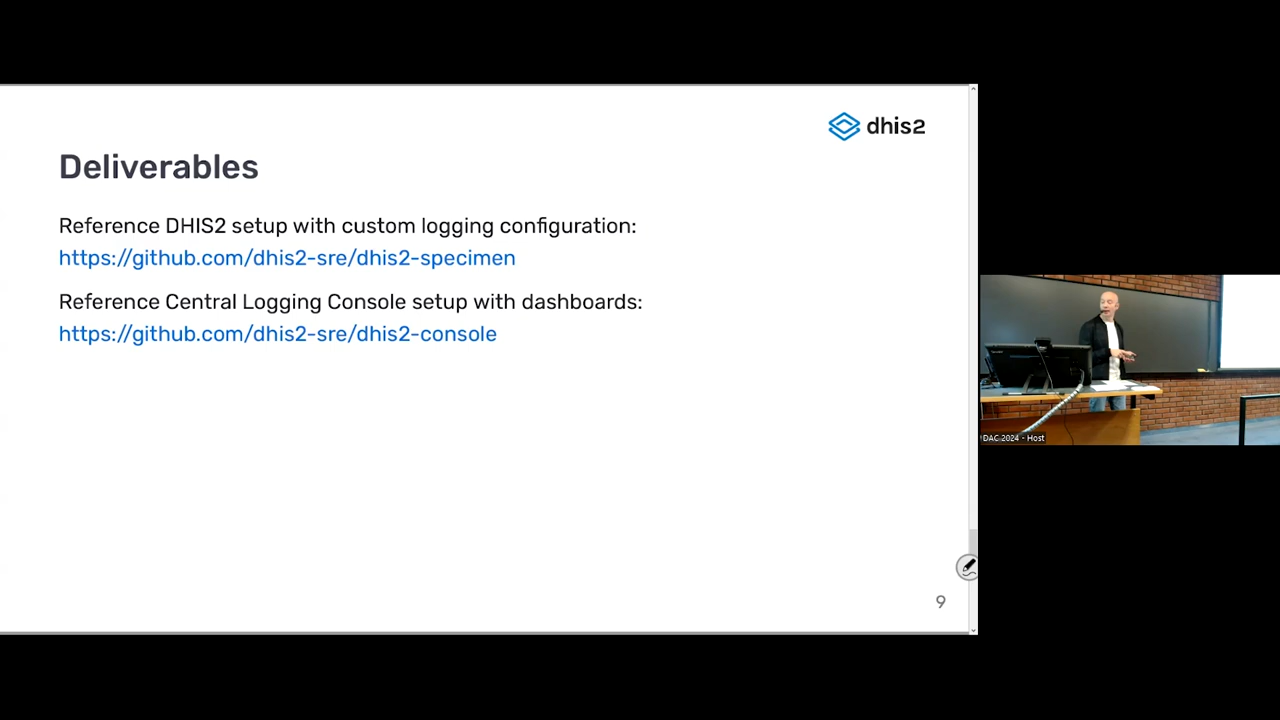 dhis2
Deliverables
Reference DHIS2 setup with custom logging configuration:
https://github.com/dhis2-sre/dhis2-specimen
Reference Central Logging Console setup with dashboards:
https://github.com/dhis2-sre/dhis2-console
9
DAC 2024 - Host